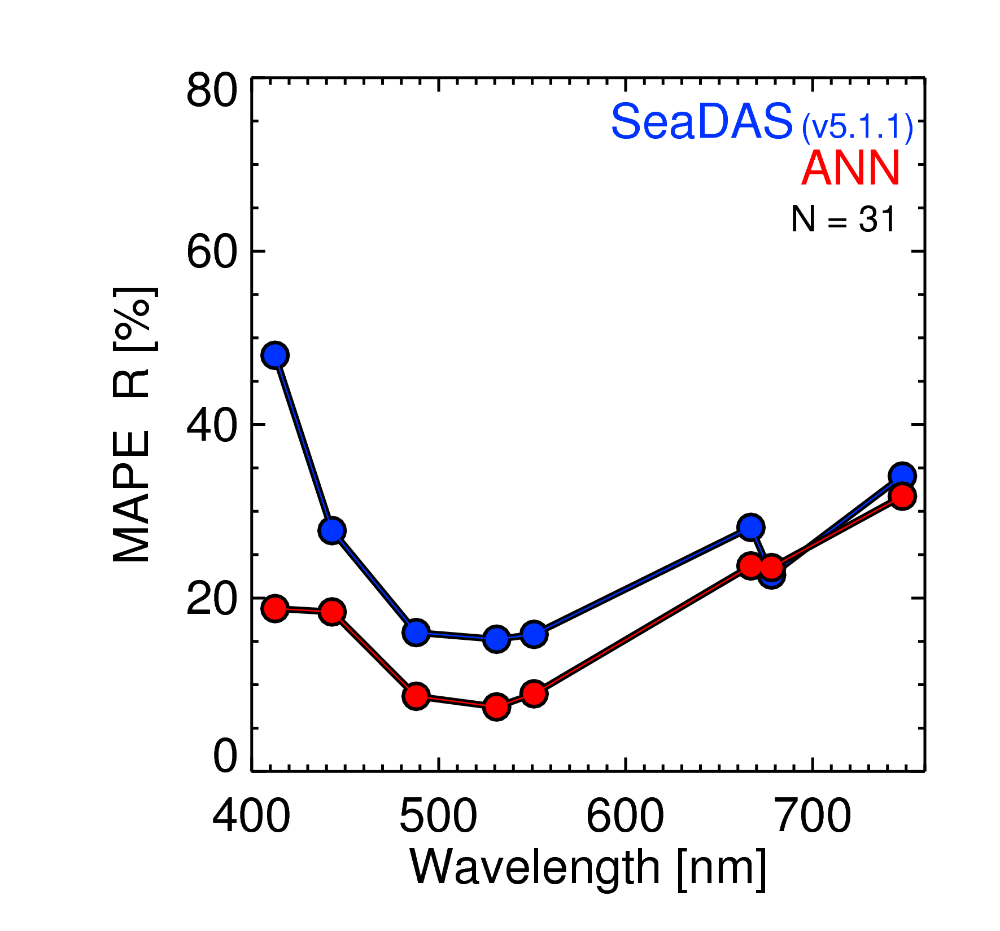 80
SeaDAS (v5.1.1)
ANN
N = 31
60
MAPE R [%]
40
20
0
400 500 600 700
Wavelength [nm]